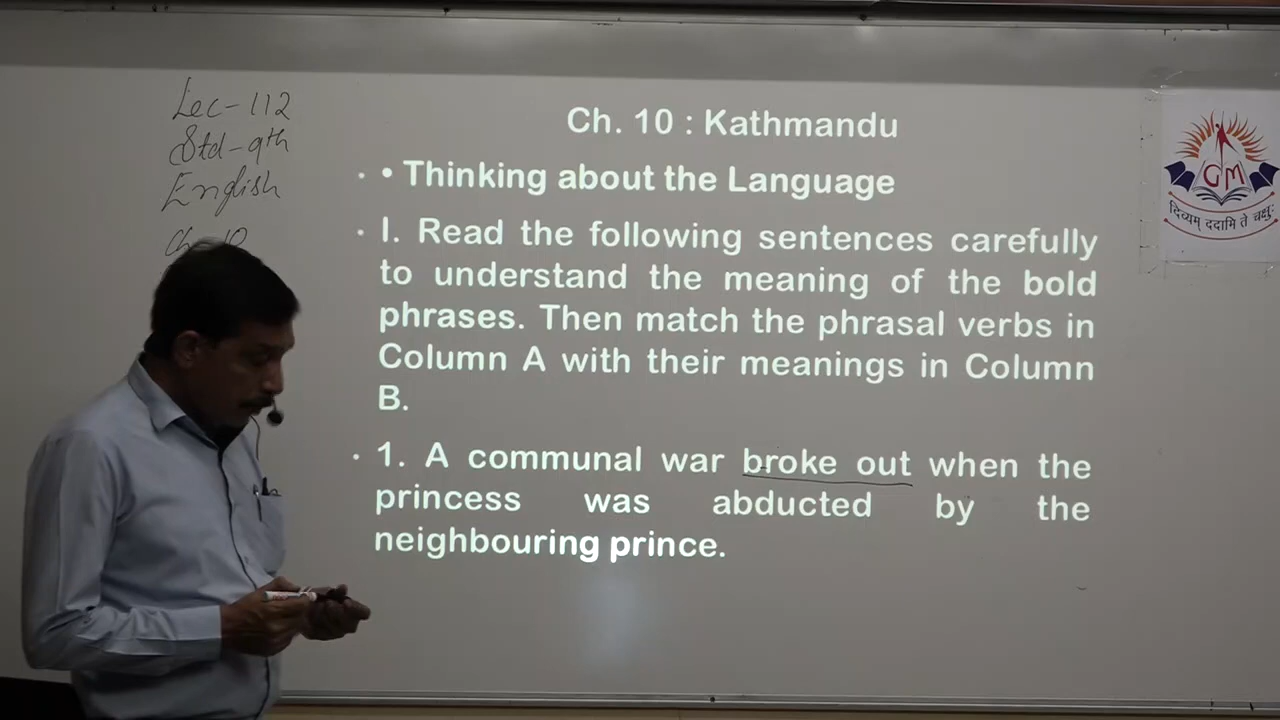 Lec-112
Std-9th
English
Ch-10
Ch. 10 : Kathmandu
• • Thinking about the Language
• I. Read the following sentences carefully
to understand the meaning of the bold
phrases. Then match the phrasal verbs in
Column A with their meanings in Column
B.
• 1. A communal war broke out when the
princess was abducted by the
neighbouring prince.
GM
दिव्यम् ददामि ते चक्षुः